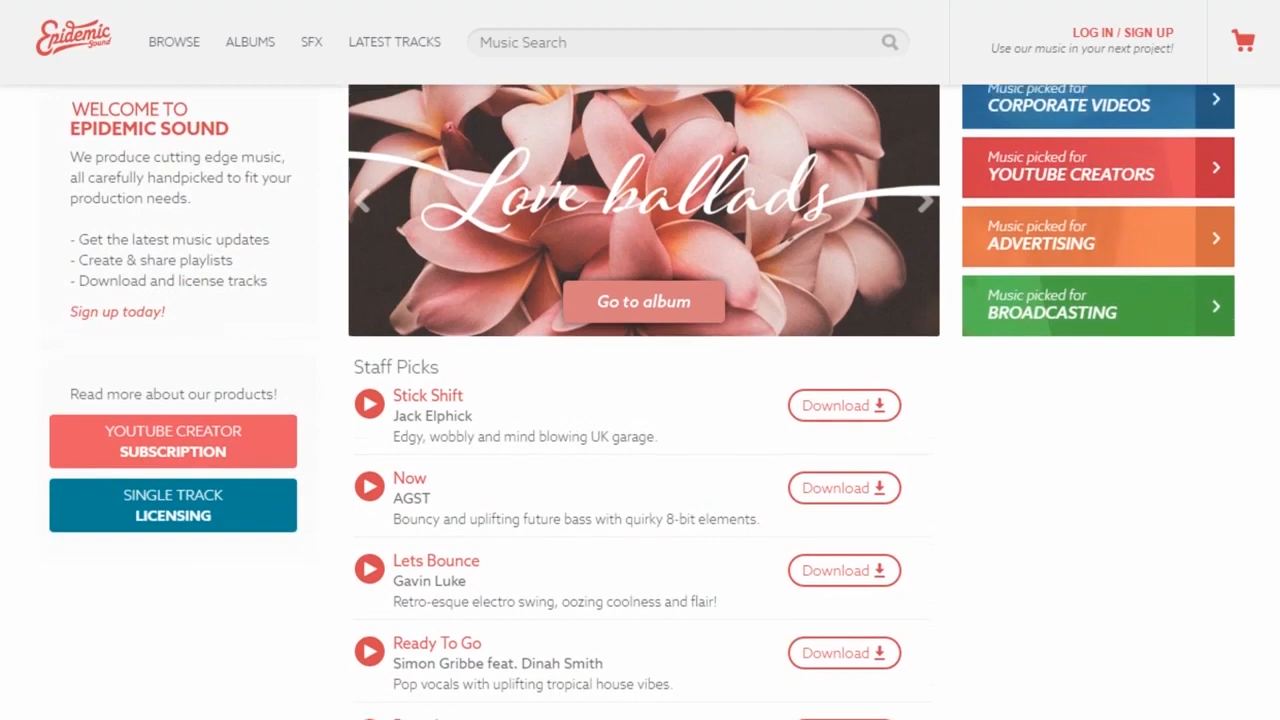 Epidemic
Sound
BROWSE
ALBUMS
SFX
LATEST TRACKS
Music Search
LOG IN / SIGN UP
Use our music in your next project!
WELCOME TO
EPIDEMIC SOUND
We produce cutting edge music,
all carefully handpicked to fit your
production needs.
- Get the latest music updates
- Create & share playlists
- Download and license tracks
Sign up today!
Read more about our products!
YOUTUBE CREATOR
SUBSCRIPTION
SINGLE TRACK
LICENSING
Love ballads
Go to album
Staff Picks
Stick Shift
Jack Elphick
Edgy, wobbly and mind blowing UK garage.
Download
Now
AGST
Bouncy and uplifting future bass with quirky 8-bit elements.
Download
Lets Bounce
Gavin Luke
Retro-esque electro swing, oozing coolness and flair!
Download
Ready To Go
Simon Gribbe feat. Dinah Smith
Pop vocals with uplifting tropical house vibes.
Download
Music picked for
CORPORATE VIDEOS
Music picked for
YOUTUBE CREATORS
Music picked for
ADVERTISING
Music picked for
BROADCASTING